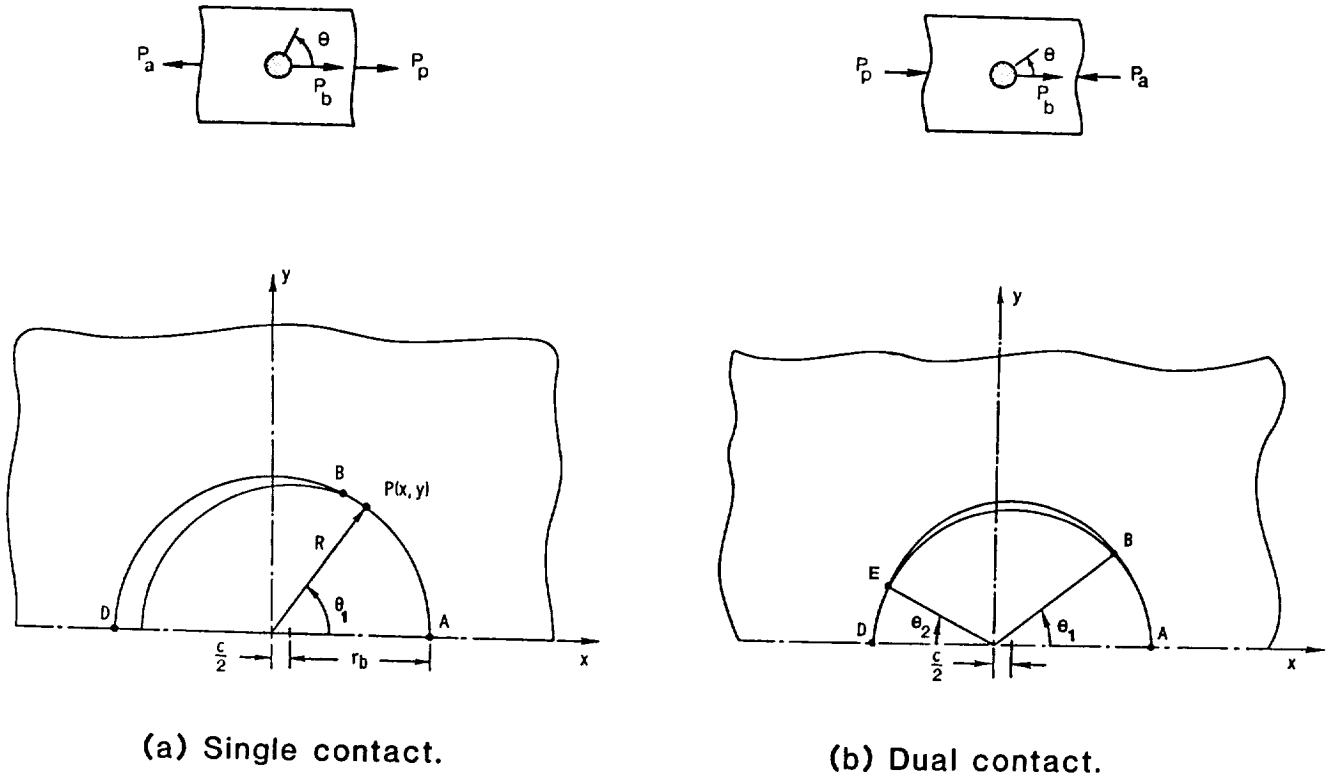 P_a θ P_b P_p
P_p θ P_b P_a
y
B
P(x, y)
R
D
θ_1
A
c/2
r_b
x
y
E
B
D
θ_2
θ_1
A
c/2
x
(a) Single contact.
(b) Dual contact.